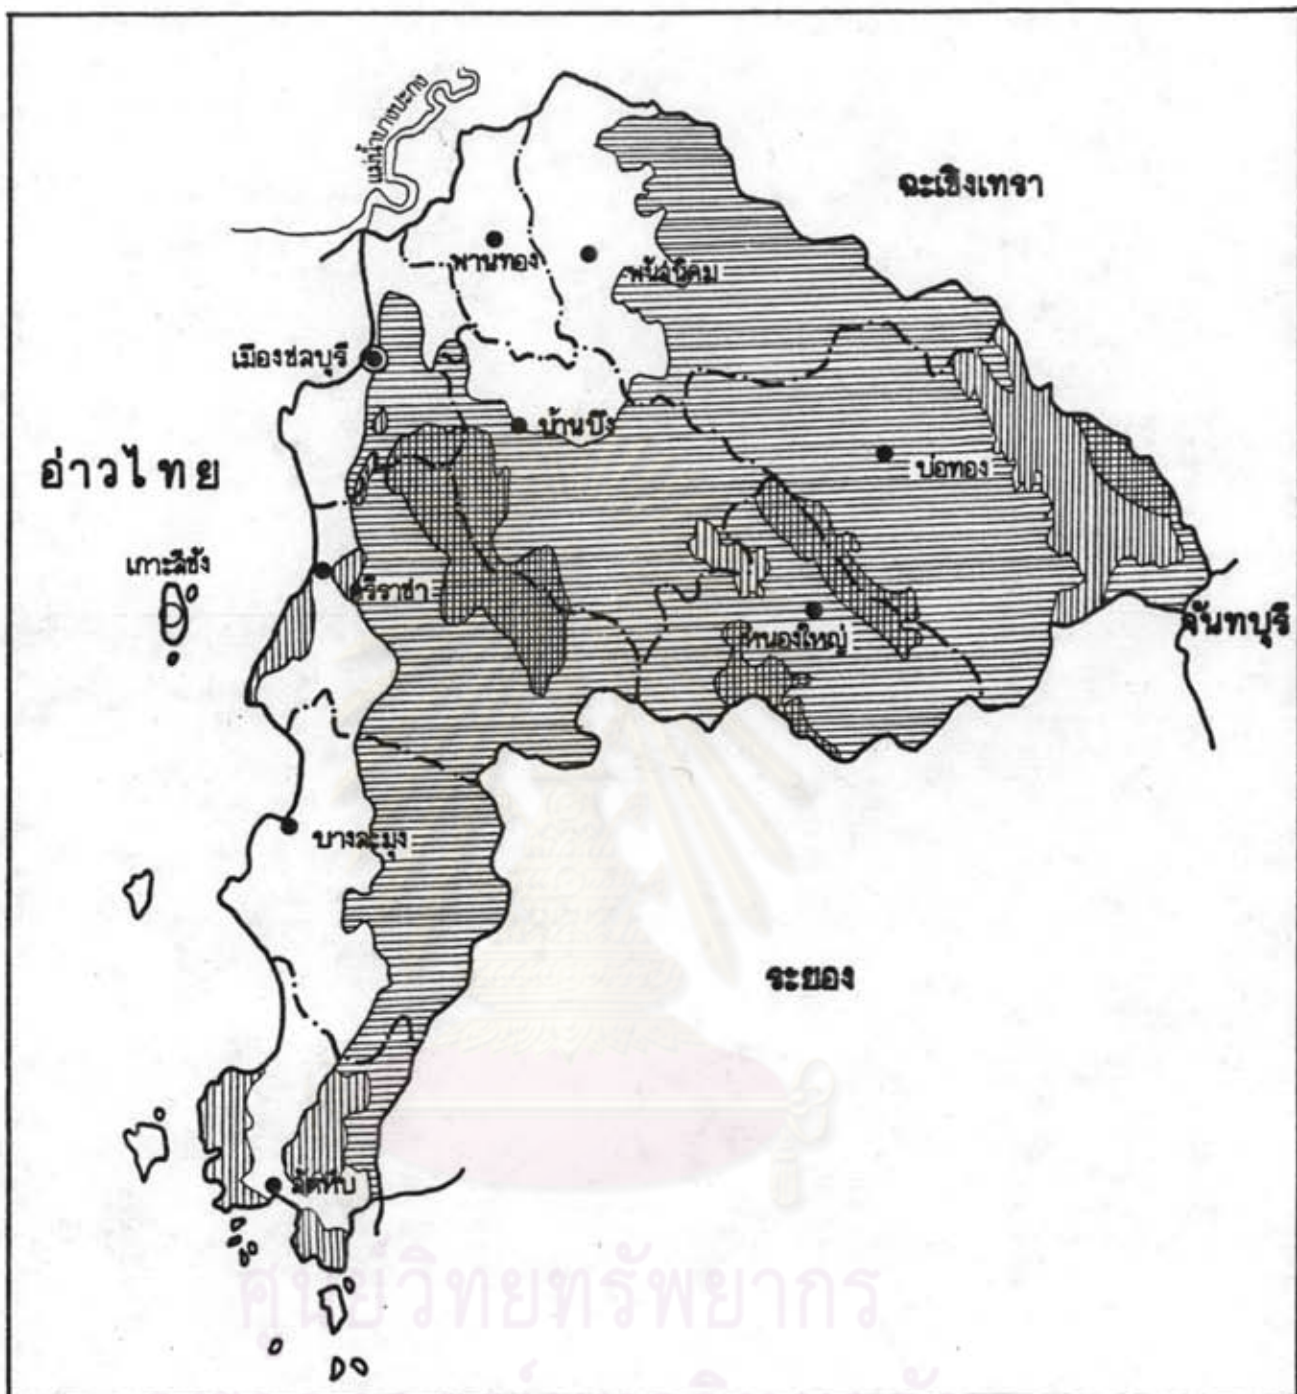 แม่น้ำบางปะกง
ฉะเชิงเทรา
พานทอง
พนัสนิคม
เมืองชลบุรี
บ้านบึง
บ่อทอง
อ่าวไทย
เกาะสีชัง
ศรีราชา
หนองใหญ่
จันทบุรี
บางละมุง
ระยอง
สัตหีบ
ศูนย์วิทยทรัพยากร